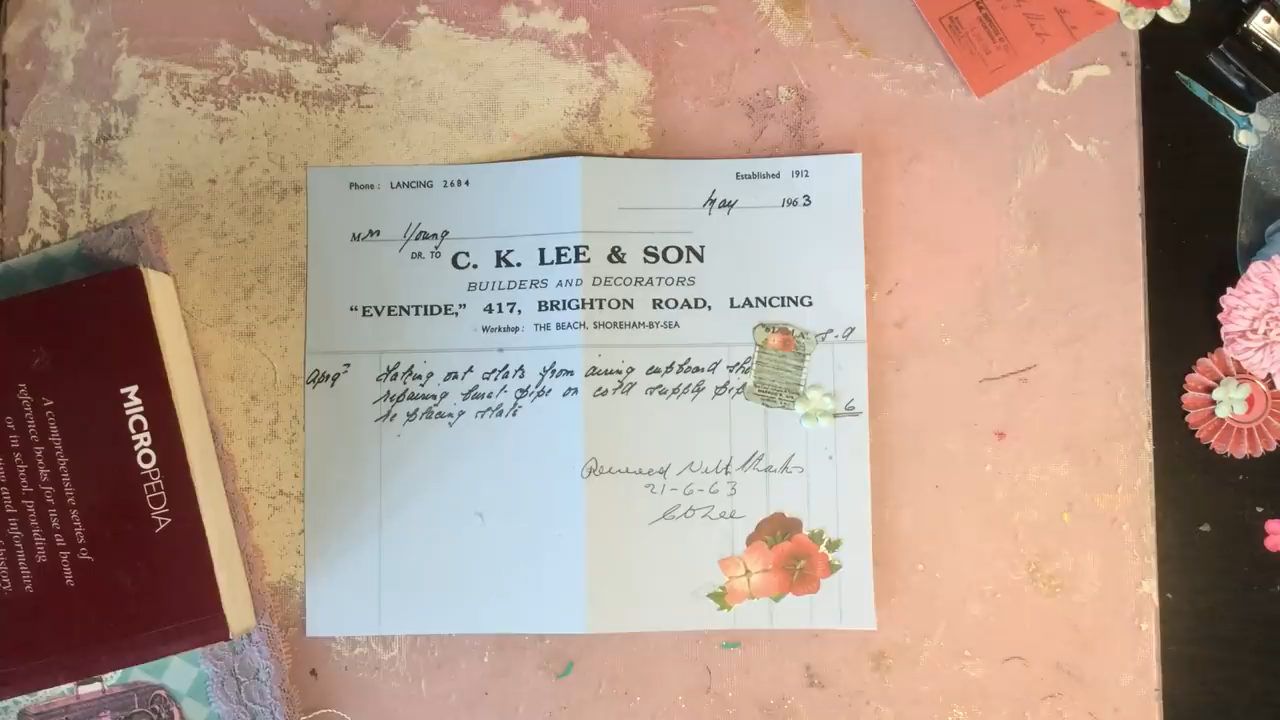 Phone: LANCING 2684
Established 1912
May 1963
Mrs Young
DR. TO
C. K. LEE & SON
BUILDERS AND DECORATORS
"EVENTIDE," 417, BRIGHTON ROAD, LANCING
Workshop: THE BEACH, SHOREHAM-BY-SEA
taking out slats from airing cupboard
repairing burst pipe on cold supply
re placing slats
6
Received With thanks
21-6-63
Lee
MICROPEDIA
A comprehensive series of
reference books for use at home
or in school, providing
and informative
history